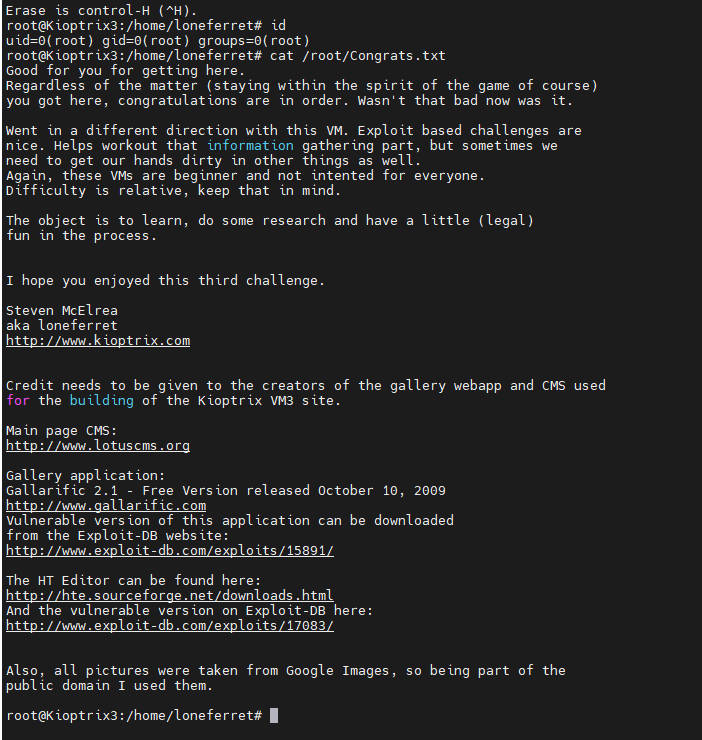 Erase is control-H (^H).
root@Kioptrix3:/home/loneferret# id
uid=0(root) gid=0(root) groups=0(root)
root@Kioptrix3:/home/loneferret# cat /root/Congrats.txt
Good for you for getting here.
Regardless of the matter (staying within the spirit of the game of course)
you got here, congratulations are in order. Wasn't that bad now was it.

Went in a different direction with this VM. Exploit based challenges are
nice. Helps workout that information gathering part, but sometimes we
need to get our hands dirty in other things as well.
Again, these VMs are beginner and not intented for everyone.
Difficulty is relative, keep that in mind.

The object is to learn, do some research and have a little (legal)
fun in the process.

I hope you enjoyed this third challenge.

Steven McElrea
aka loneferret
http://www.kioptrix.com

Credit needs to be given to the creators of the gallery webapp and CMS used
for the building of the Kioptrix VM3 site.

Main page CMS:
http://www.lotuscms.org

Gallery application:
Gallarific 2.1 - Free Version released October 10, 2009
http://www.gallarific.com
Vulnerable version of this application can be downloaded
from the Exploit-DB website:
http://www.exploit-db.com/exploits/15891/

The HT Editor can be found here:
http://hte.sourceforge.net/downloads.html
And the vulnerable version on Exploit-DB here:
http://www.exploit-db.com/exploits/17083/

Also, all pictures were taken from Google Images, so being part of the
public domain I used them.

root@Kioptrix3:/home/loneferret#